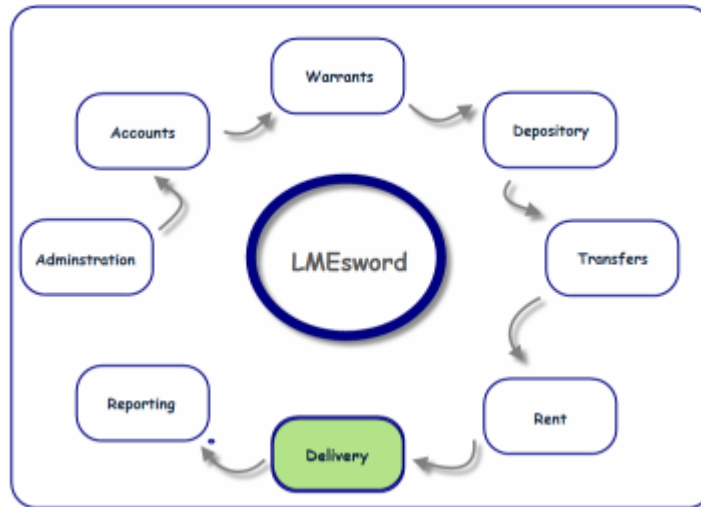 Warrants
Accounts
Depository
LMEsword
Adminstration
Transfers
Reporting
Rent
Delivery